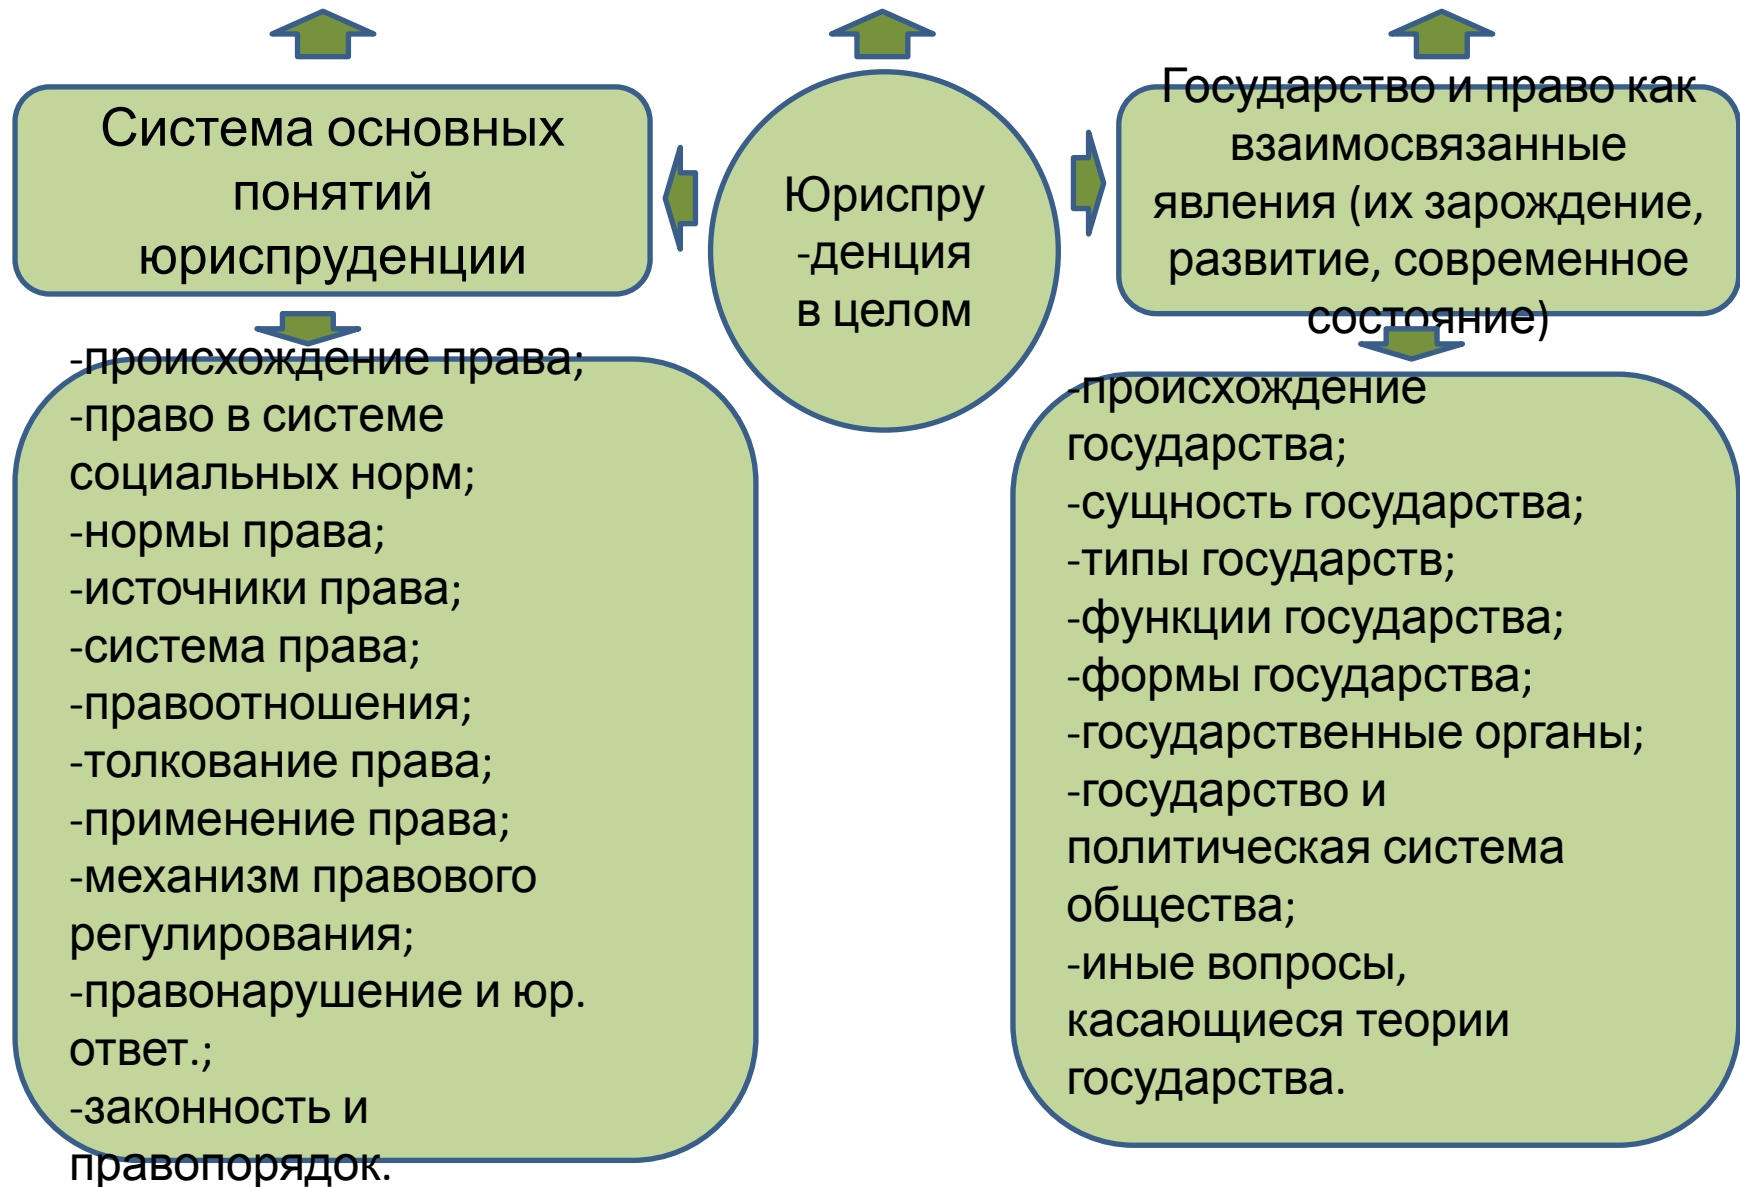 Система основных
понятий
юриспруденции
Юриспру
-денция
в целом
Государство и право как
взаимосвязанные
явления (их зарождение,
развитие, современное
состояние)
-происхождение права;
-право в системе
социальных норм;
-нормы права;
-источники права;
-система права;
-правоотношения;
-толкование права;
-применение права;
-механизм правового
регулирования;
-правонарушение и юр.
ответ.;
-законность и
правопорядок.
-происхождение
государства;
-сущность государства;
-типы государств;
-функции государства;
-формы государства;
-государственные органы;
-государство и
политическая система
общества;
-иные вопросы,
касающиеся теории
государства.